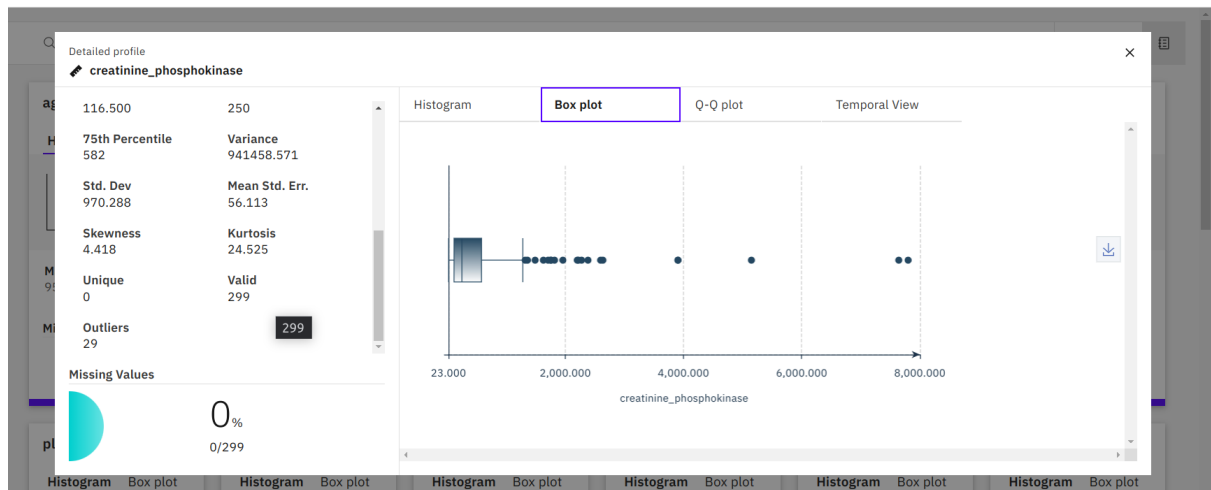 Detailed profile
creatinine_phosphokinase
116.500 250
75th Percentile Variance
582 941458.571
Std. Dev Mean Std. Err.
970.288 56.113
Skewness Kurtosis
4.418 24.525
Unique Valid
0 299
Outliers 299
29
Missing Values
0%
0/299
Histogram Box plot Q-Q plot Temporal View
23.000 2,000.000 4,000.000 6,000.000 8,000.000
creatinine_phosphokinase
Histogram Box plot Histogram Box plot Histogram Box plot Histogram Box plot Histogram Box plot Histogram Box plot